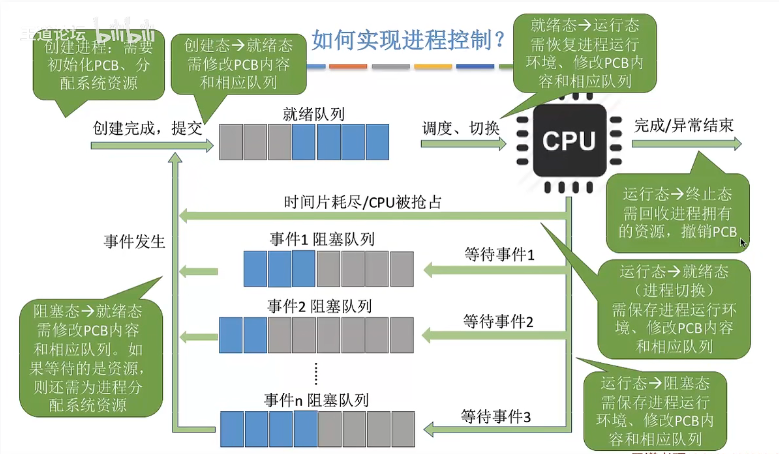 王道论坛 bilibili
如何实现进程控制？
创建进程：需要
初始化PCB、分
配系统资源
创建态→就绪态
需修改PCB内容
和相应队列
就绪态→运行态
需恢复进程运行
环境、修改PCB内
容和相应队列
创建完成，提交
就绪队列
调度、切换
CPU
完成/异常结束
运行态→终止态
需回收进程拥有
的资源，撤销PCB
时间片耗尽/CPU被抢占
事件发生
事件1 阻塞队列
等待事件1
运行态→就绪态
（进程切换）
需保存进程运行环
境、修改PCB内容
和相应队列
阻塞态→就绪态
需修改PCB内容
和相应队列。如
果等待的是资源，
则还需为进程分
配系统资源
事件2 阻塞队列
等待事件2
......
事件n 阻塞队列
等待事件3
运行态→阻塞态
需保存进程运行
环境、修改PCB内
容和相应队列